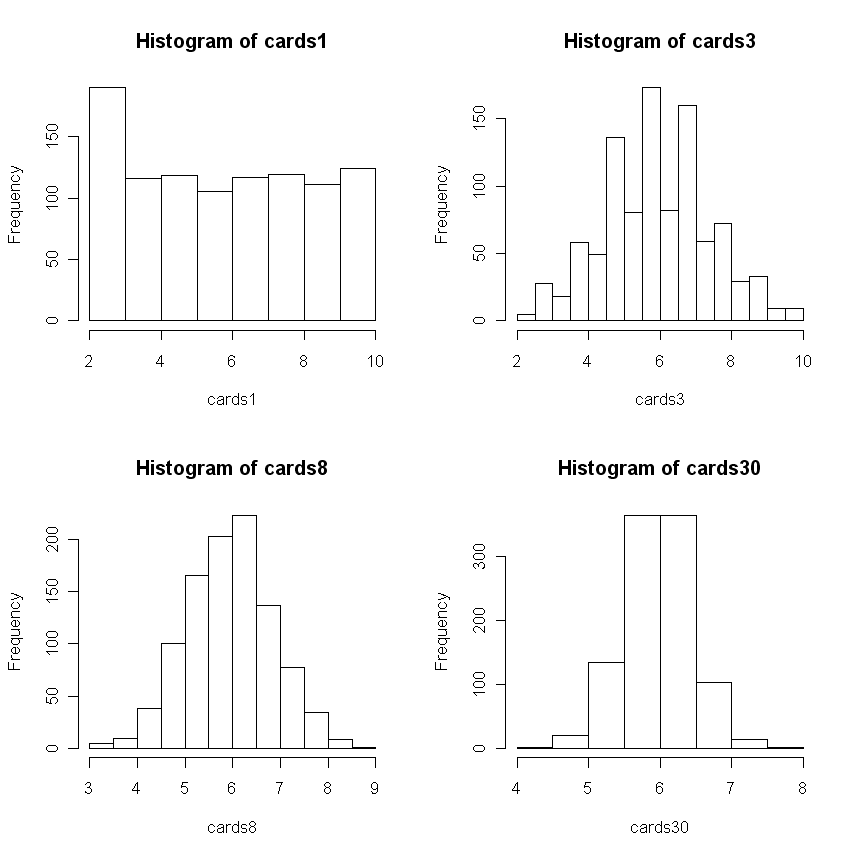 Histogram of cards1
Frequency
0 50 100 150
2 4 6 8 10
cards1
Histogram of cards3
Frequency
0 50 100 150
2 4 6 8 10
cards3
Histogram of cards8
Frequency
0 50 100 150 200
3 4 5 6 7 8 9
cards8
Histogram of cards30
Frequency
0 100 200 300
4 5 6 7 8
cards30